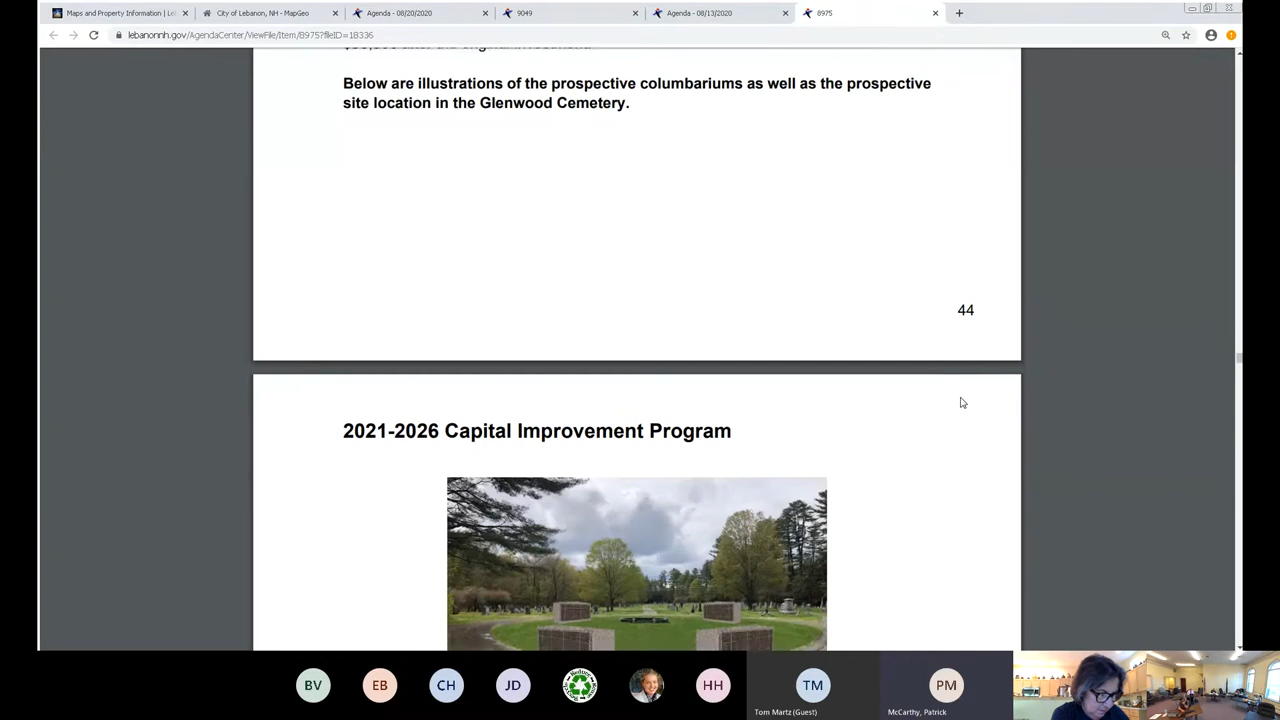 Maps and Property Information | Le
City of Lebanon, NH - MapGeo
Agenda - 08/20/2020
9049
Agenda - 08/13/2020
8975
lebanonnh.gov/AgendaCenter/ViewFile/Item/8975?fileID=18336
Below are illustrations of the prospective columbariums as well as the prospective
site location in the Glenwood Cemetery.
44
2021-2026 Capital Improvement Program
BV
EB
CH
JD
HH
TM
PM
Tom Martz (Guest)
McCarthy, Patrick